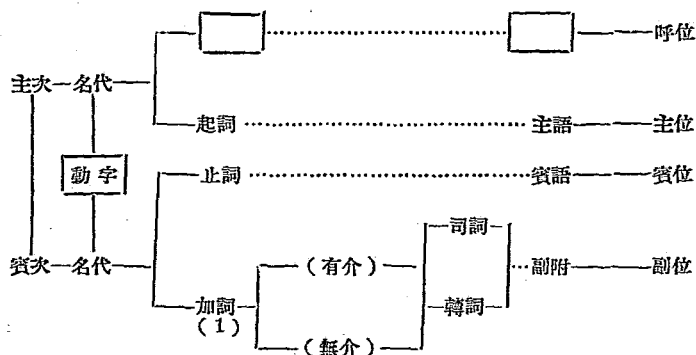 呼位
主次 名代
起詞 主語 主位
動字
止詞 賓語 賓位
司詞
賓次 名代 (有介) 副附 副位
加詞 轉詞
(1)
(無介)